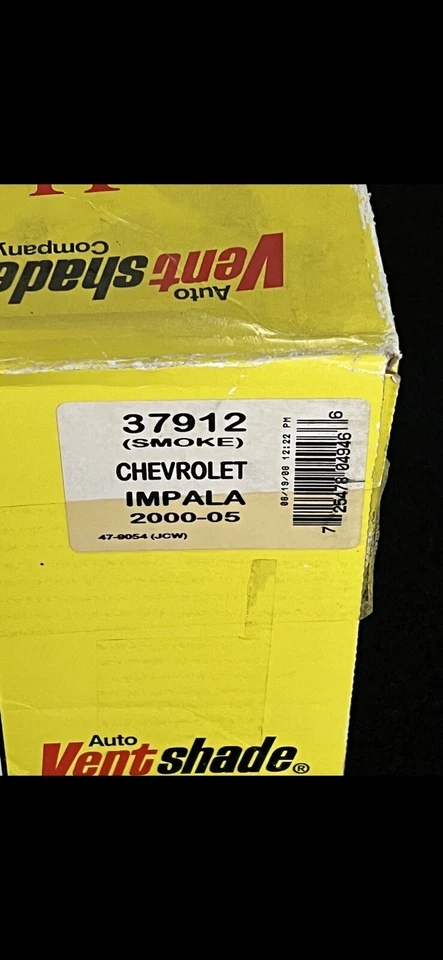 Auto
Ventshade
Company
37912
(SMOKE)
CHEVROLET
IMPALA
2000-05
47-9054 (JCW)
06/19/08 12:22 PM
7 25478 04946 6
Auto
Ventshade®